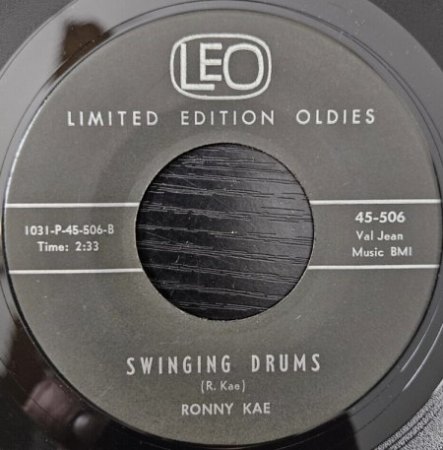 LEO
LIMITED EDITION OLDIES
1031-P-45-506-B
Time: 2:33
45-506
Val Jean
Music BMI
SWINGING DRUMS
(R. Kae)
RONNY KAE